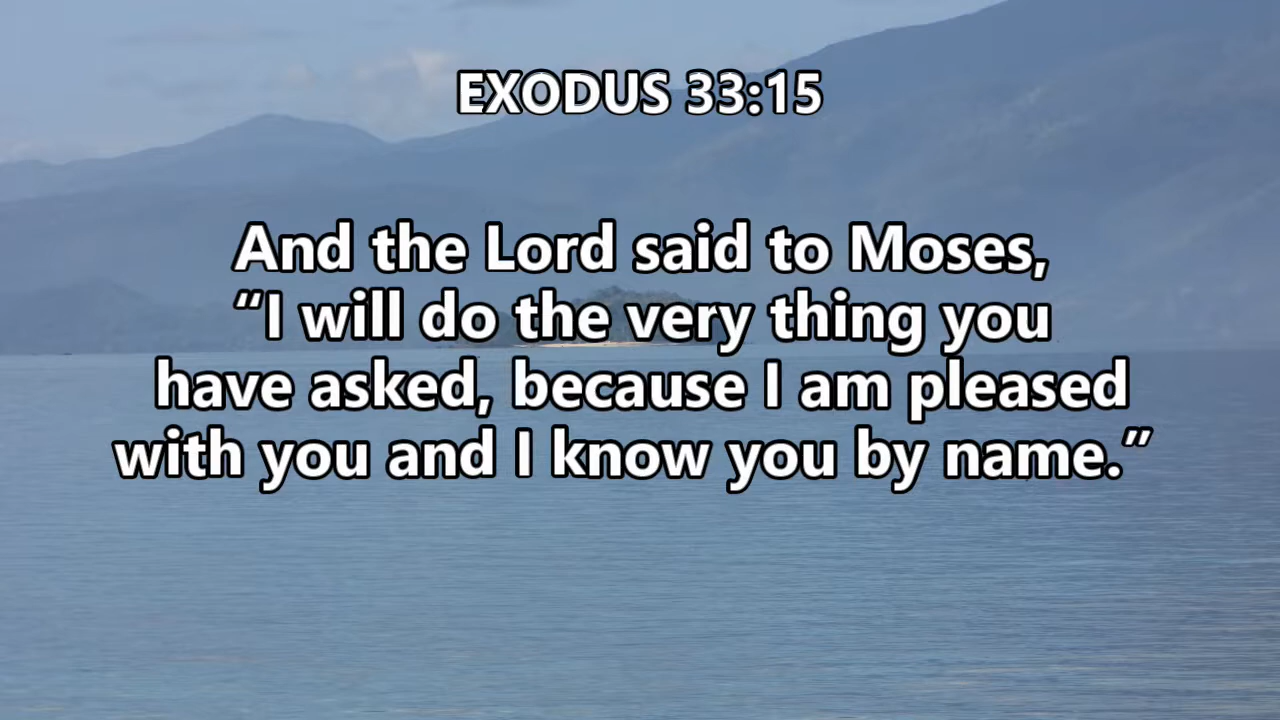 EXODUS 33:15
And the Lord said to Moses,
“I will do the very thing you
have asked, because I am pleased
with you and I know you by name.”